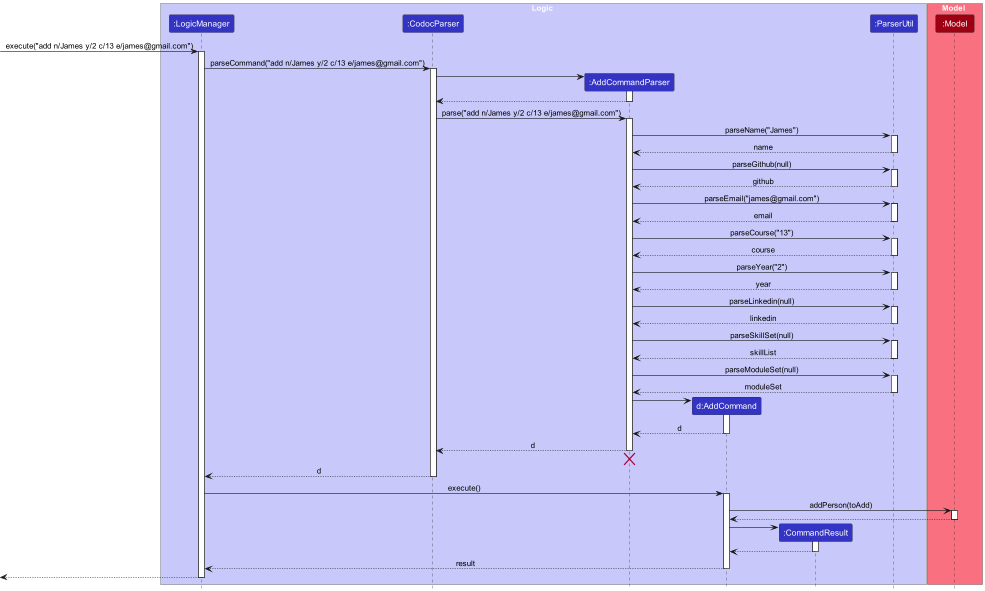 Logic
Model
:LogicManager
:CodocParser
:ParserUtil
:Model
execute("add n/James y/2 c/13 e/james@gmail.com")
parseCommand("add n/James y/2 c/13 e/james@gmail.com")
:AddCommandParser
parse("add n/James y/2 c/13 e/james@gmail.com")
parseName("James")
name
parseGithub(null)
github
parseEmail("james@gmail.com")
email
parseCourse("13")
course
parseYear("2")
year
parseLinkedin(null)
linkedin
parseSkillSet(null)
skillList
parseModuleSet(null)
moduleSet
d:AddCommand
d
d
d
execute()
addPerson(toAdd)
:CommandResult
result